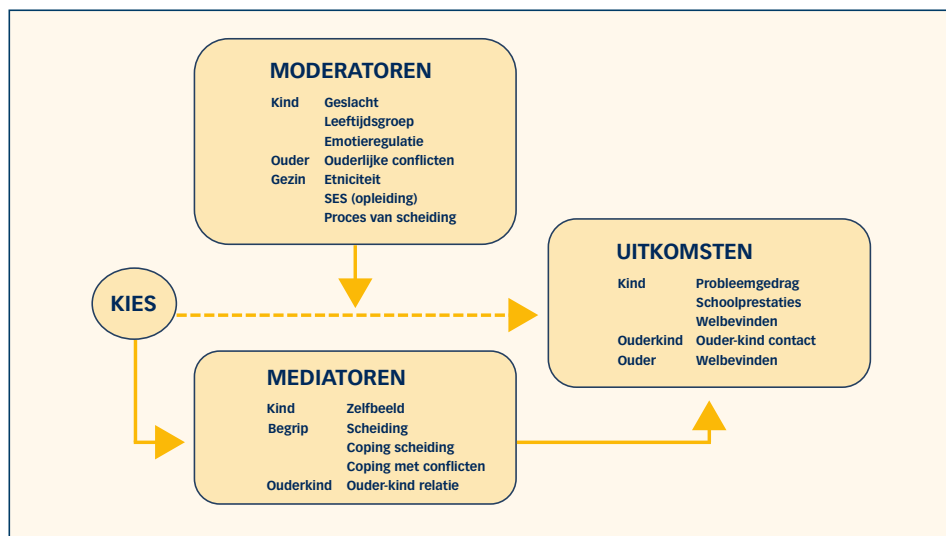 MODERATOREN
Kind Geslacht
Leeftijdsgroep
Emotieregulatie
Ouder Ouderlijke conflicten
Gezin Etniciteit
SES (opleiding)
Proces van scheiding
UITKOMSTEN
Kind Probleemgedrag
Schoolprestaties
Welbevinden
Ouderkind Ouder-kind contact
Ouder Welbevinden
KIES
MEDIATOREN
Kind Zelfbeeld
Begrip Scheiding
Coping scheiding
Coping met conflicten
Ouderkind Ouder-kind relatie